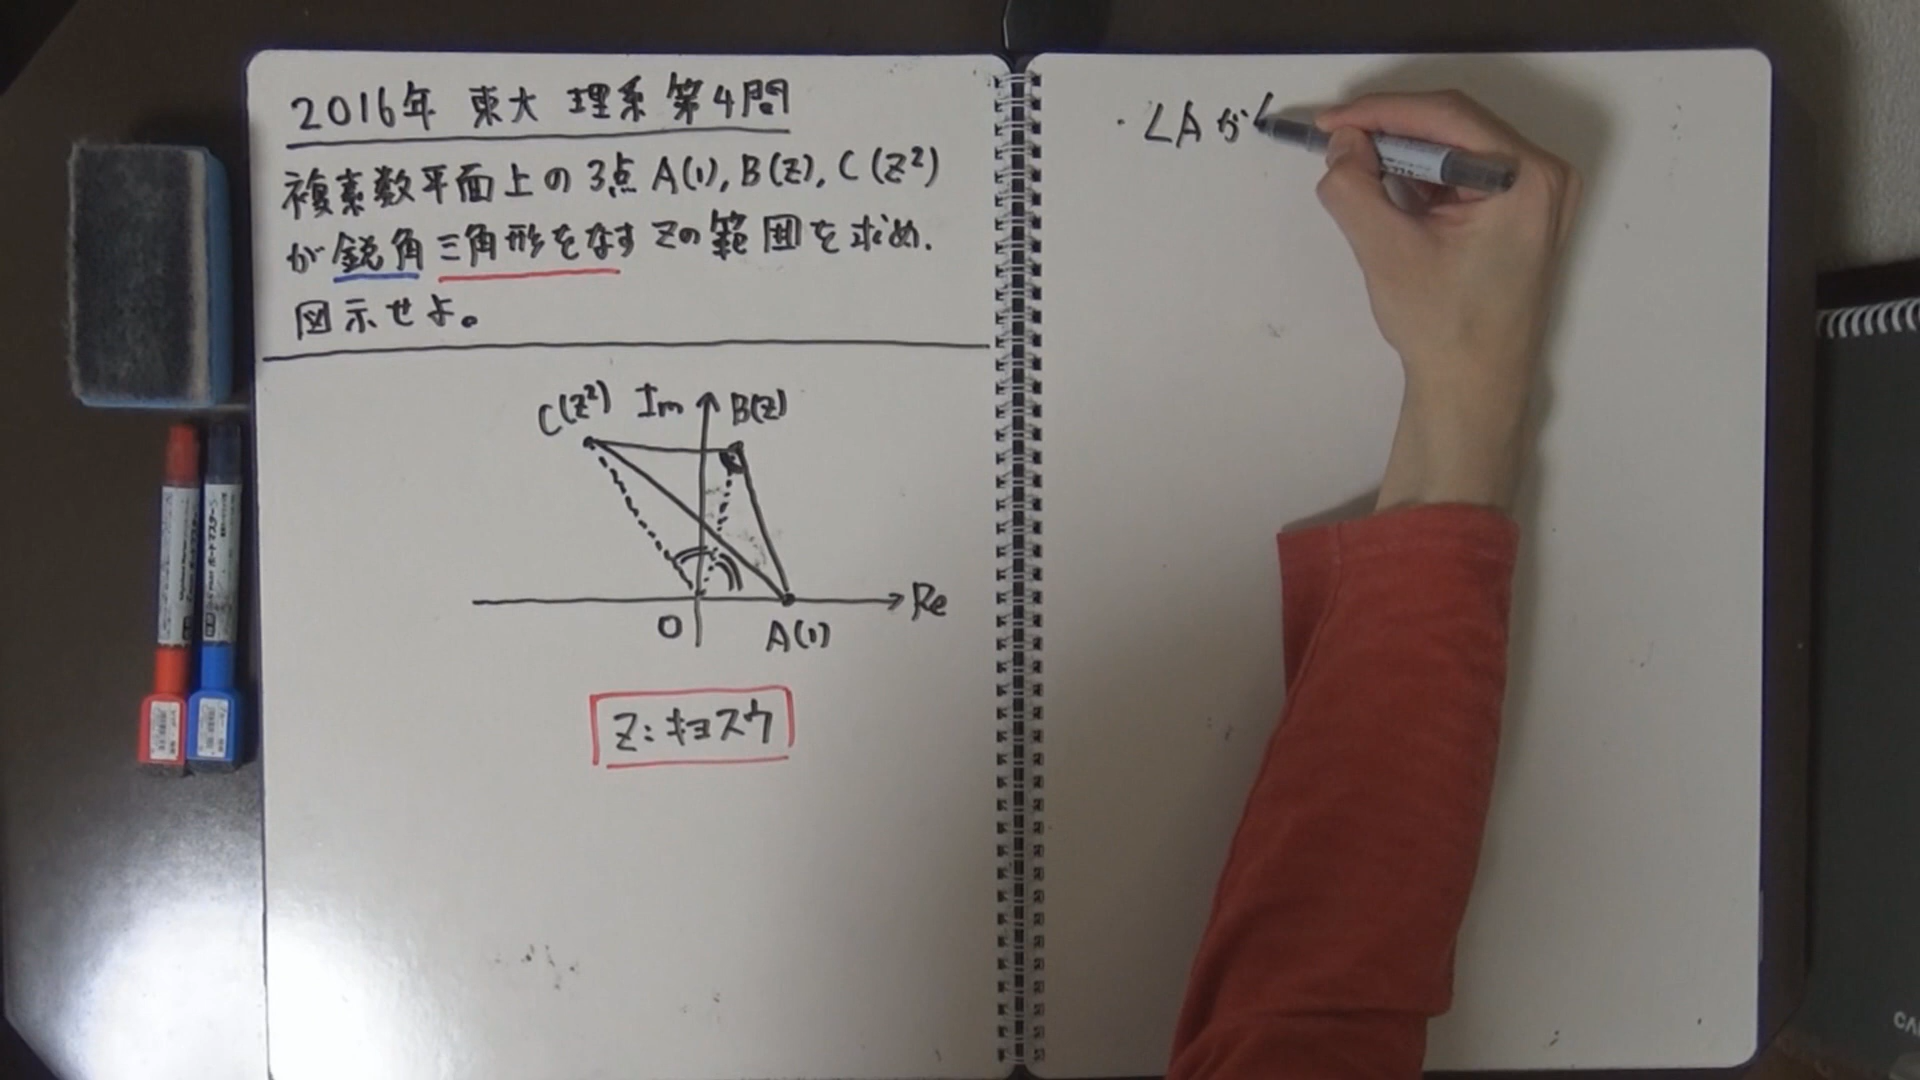 2016年 東大 理系 第4問
複素数平面上の3点 A(1), B(z), C(z²)
が鋭角三角形をなすzの範囲を求め.
図示せよ。
C(z²) Im B(z)
Re
O A(1)
z:キョスウ
・∠Aが